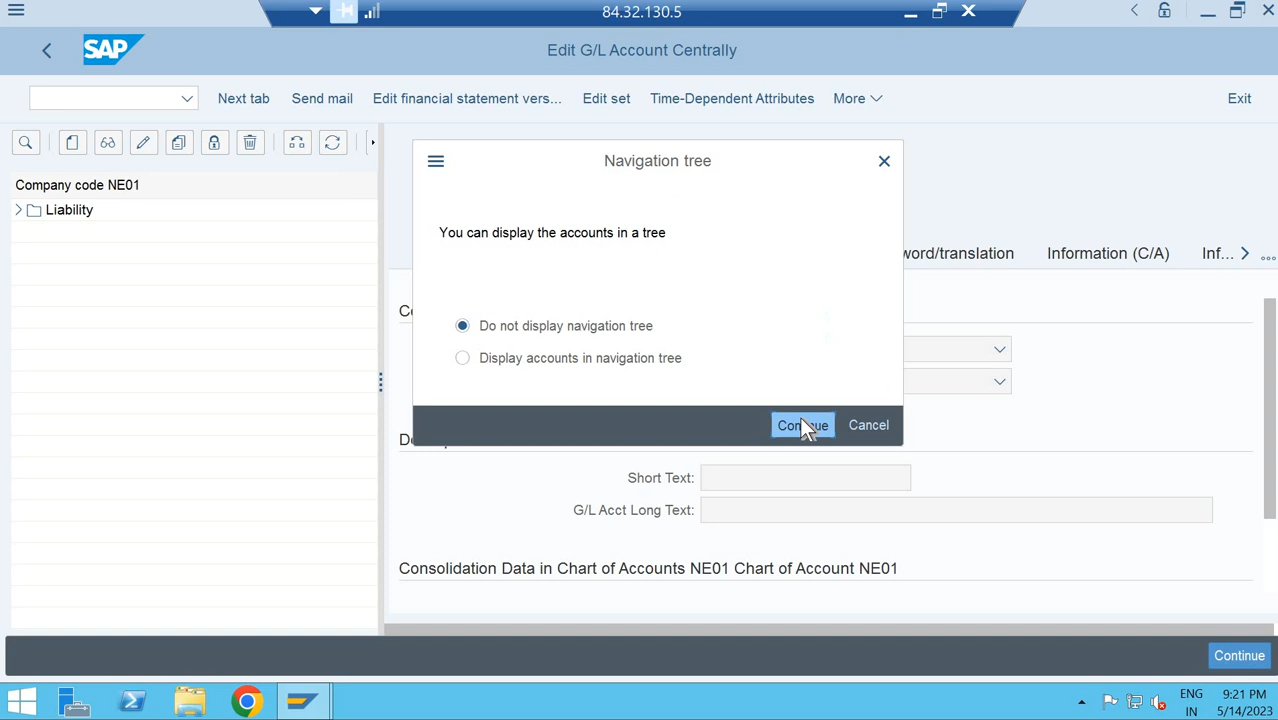 84.32.130.5
SAP
Edit G/L Account Centrally
Next tab
Send mail
Edit financial statement vers...
Edit set
Time-Dependent Attributes
More
Exit
Navigation tree
Company code NE01
Liability
You can display the accounts in a tree
word/translation
Information (C/A)
Inf...
...
Do not display navigation tree
Display accounts in navigation tree
Continue
Cancel
Short Text:
G/L Acct Long Text:
Consolidation Data in Chart of Accounts NE01 Chart of Account NE01
Continue
ENG
IN
9:21 PM
5/14/2023